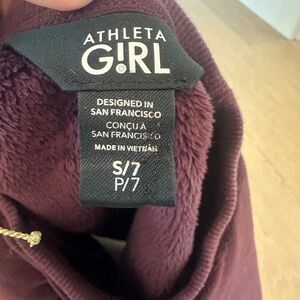 ATHLETA
GIRL
DESIGNED IN
SAN FRANCISCO
CONÇU À
SAN FRANCISCO
MADE IN VIETNAM
S/7
P/7